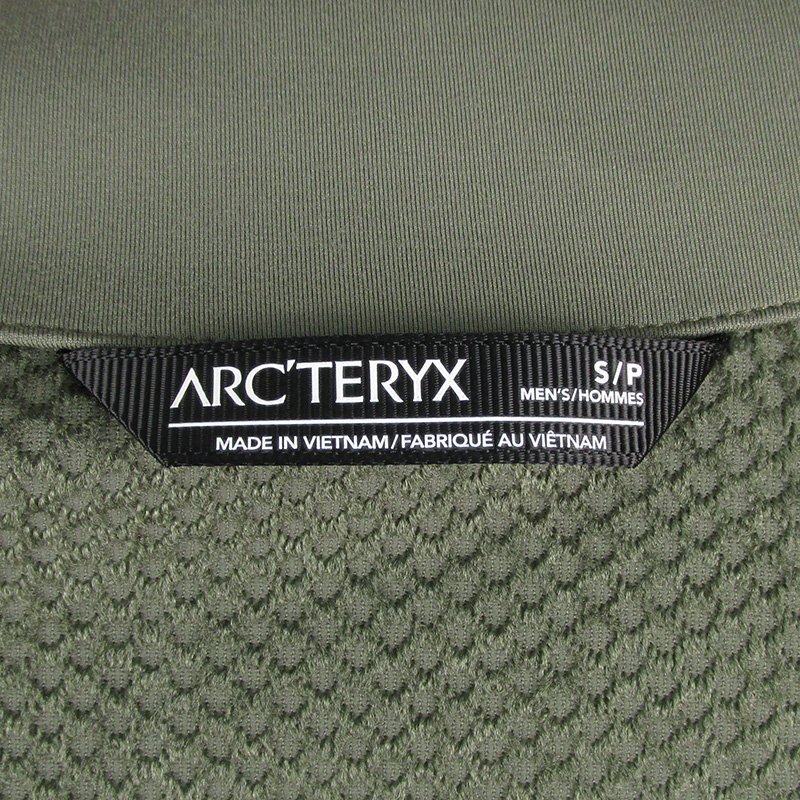 ARC'TERYX
S/P
MEN'S/HOMMES
MADE IN VIETNAM/FABRIQUÉ AU VIÊTNAM